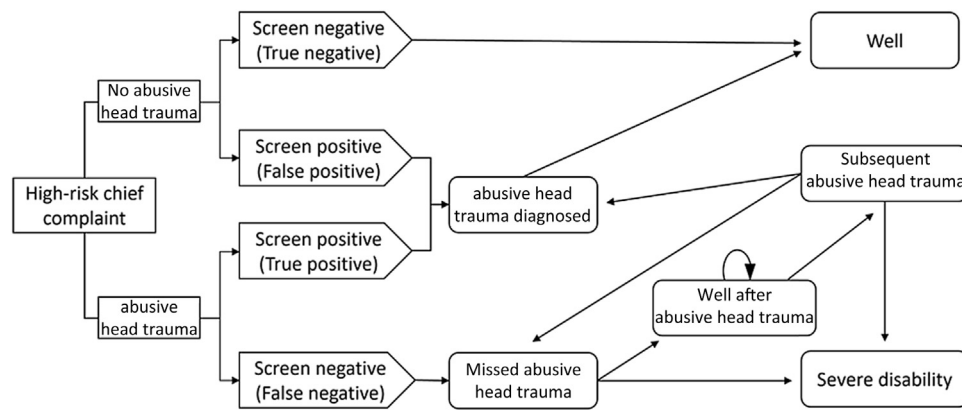 Screen negative
(True negative)
Well
No abusive
head trauma
Screen positive
(False positive)
Subsequent
abusive head trauma
High-risk chief
complaint
abusive head
trauma diagnosed
Screen positive
(True positive)
abusive
head trauma
Well after
abusive head trauma
Screen negative
(False negative)
Missed abusive
head trauma
Severe disability